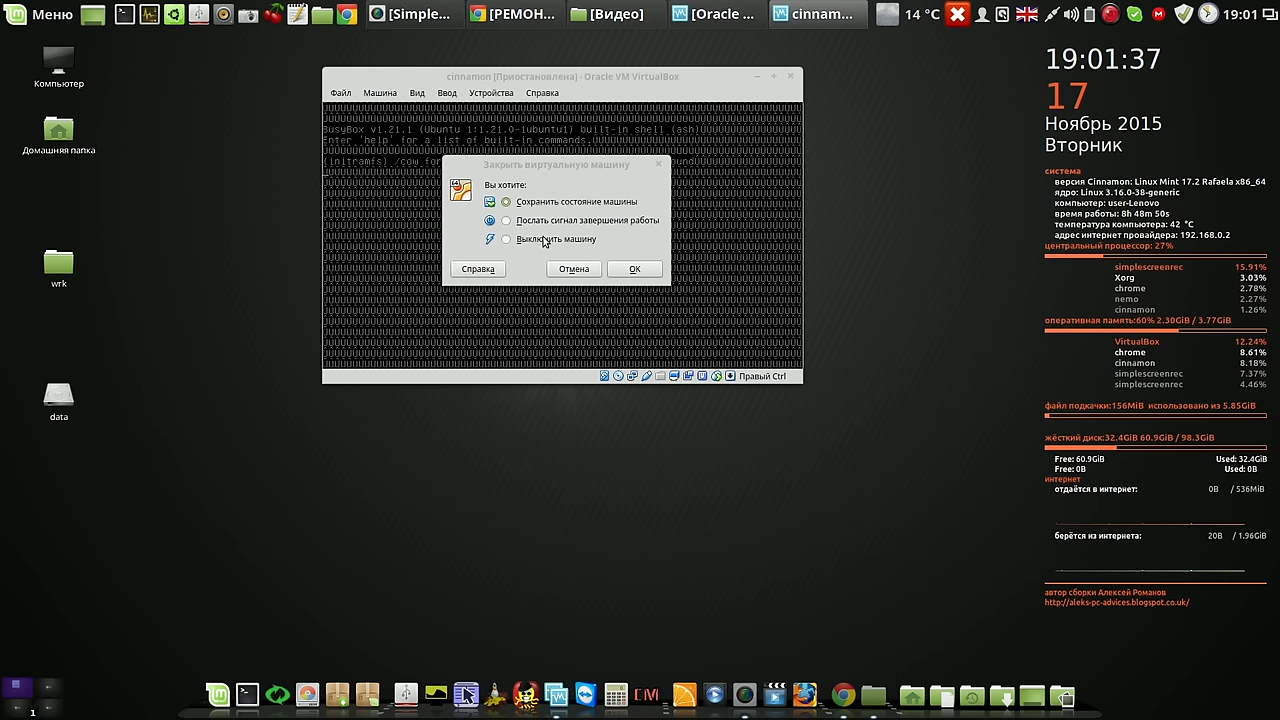 Меню
[Simple...
[РЕМОН...
[Видео]
[Oracle ...
cinnam...
14 °C
19:01
Компьютер
Домашняя папка
wrk
data
cinnamon [Приостановлена] - Oracle VM VirtualBox
Файл Машина Вид Ввод Устройства Справка
BusyBox v1.21.1 (Ubuntu 1:1.21.0-1ubuntu1) built-in shell (ash)
Enter 'help' for a list of built-in commands.
(initramfs) /cow for
Закрыть виртуальную машину
Вы хотите:
Сохранить состояние машины
Послать сигнал завершения работы
Выключить машину
Справка Отмена OK
Правый Ctrl
19:01:37
17
Ноябрь 2015
Вторник
система
версия Cinnamon: Linux Mint 17.2 Rafaela x86_64
ядро: Linux 3.16.0-38-generic
компьютер: user-Lenovo
время работы: 8h 48m 50s
температура компьютера: 42 °C
адрес интернет провайдера: 192.168.0.2
центральный процессор: 27%
simplescreenrec 15.91%
Xorg 3.03%
chrome 2.78%
nemo 2.27%
cinnamon 1.26%
оперативная память:60% 2.30GiB / 3.77GiB
VirtualBox 12.24%
chrome 8.61%
cinnamon 8.18%
simplescreenrec 7.37%
simplescreenrec 4.46%
файл подкачки:156MiB использовано из 5.85GiB
жёсткий диск:32.4GiB 60.9GiB / 98.3GiB
Free: 60.9GiB Used: 32.4GiB
Free: 0B Used: 0B
интернет
отдаётся в интернет: 0B / 536MiB
берётся из интернета: 20B / 1.96GiB
автор сборки Алексей Романов
http://aleks-pc-advices.blogspot.co.uk/
1